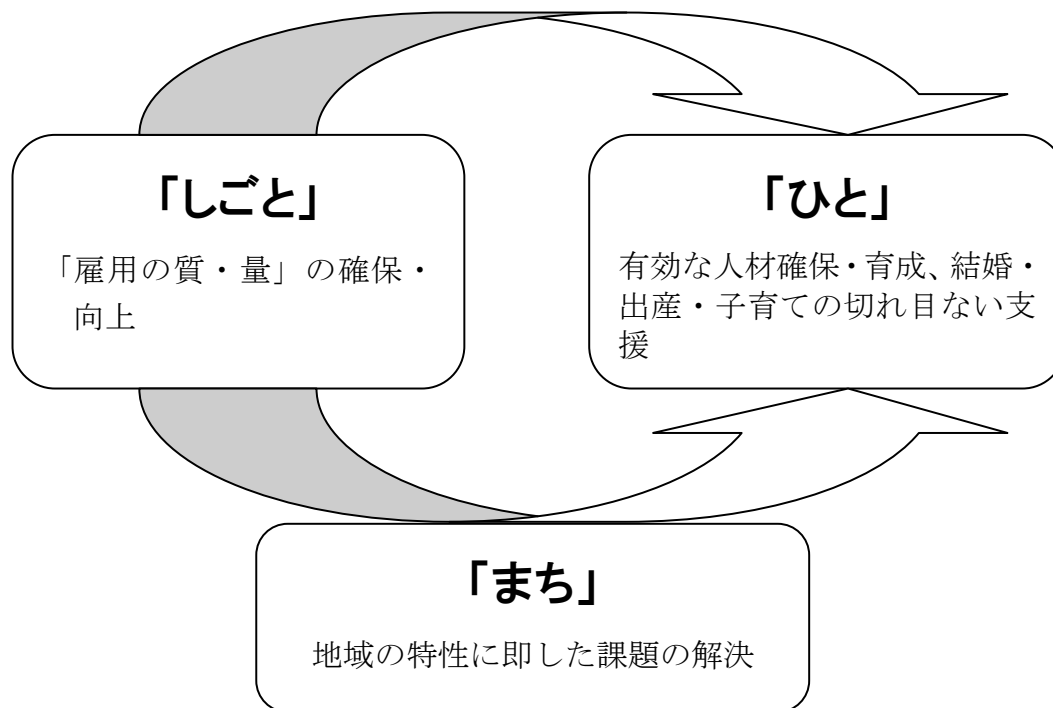 「しごと」
「雇用の質・量」の確保・
向上
「ひと」
有効な人材確保・育成、結婚・
出産・子育ての切れ目ない支
援
「まち」
地域の特性に即した課題の解決